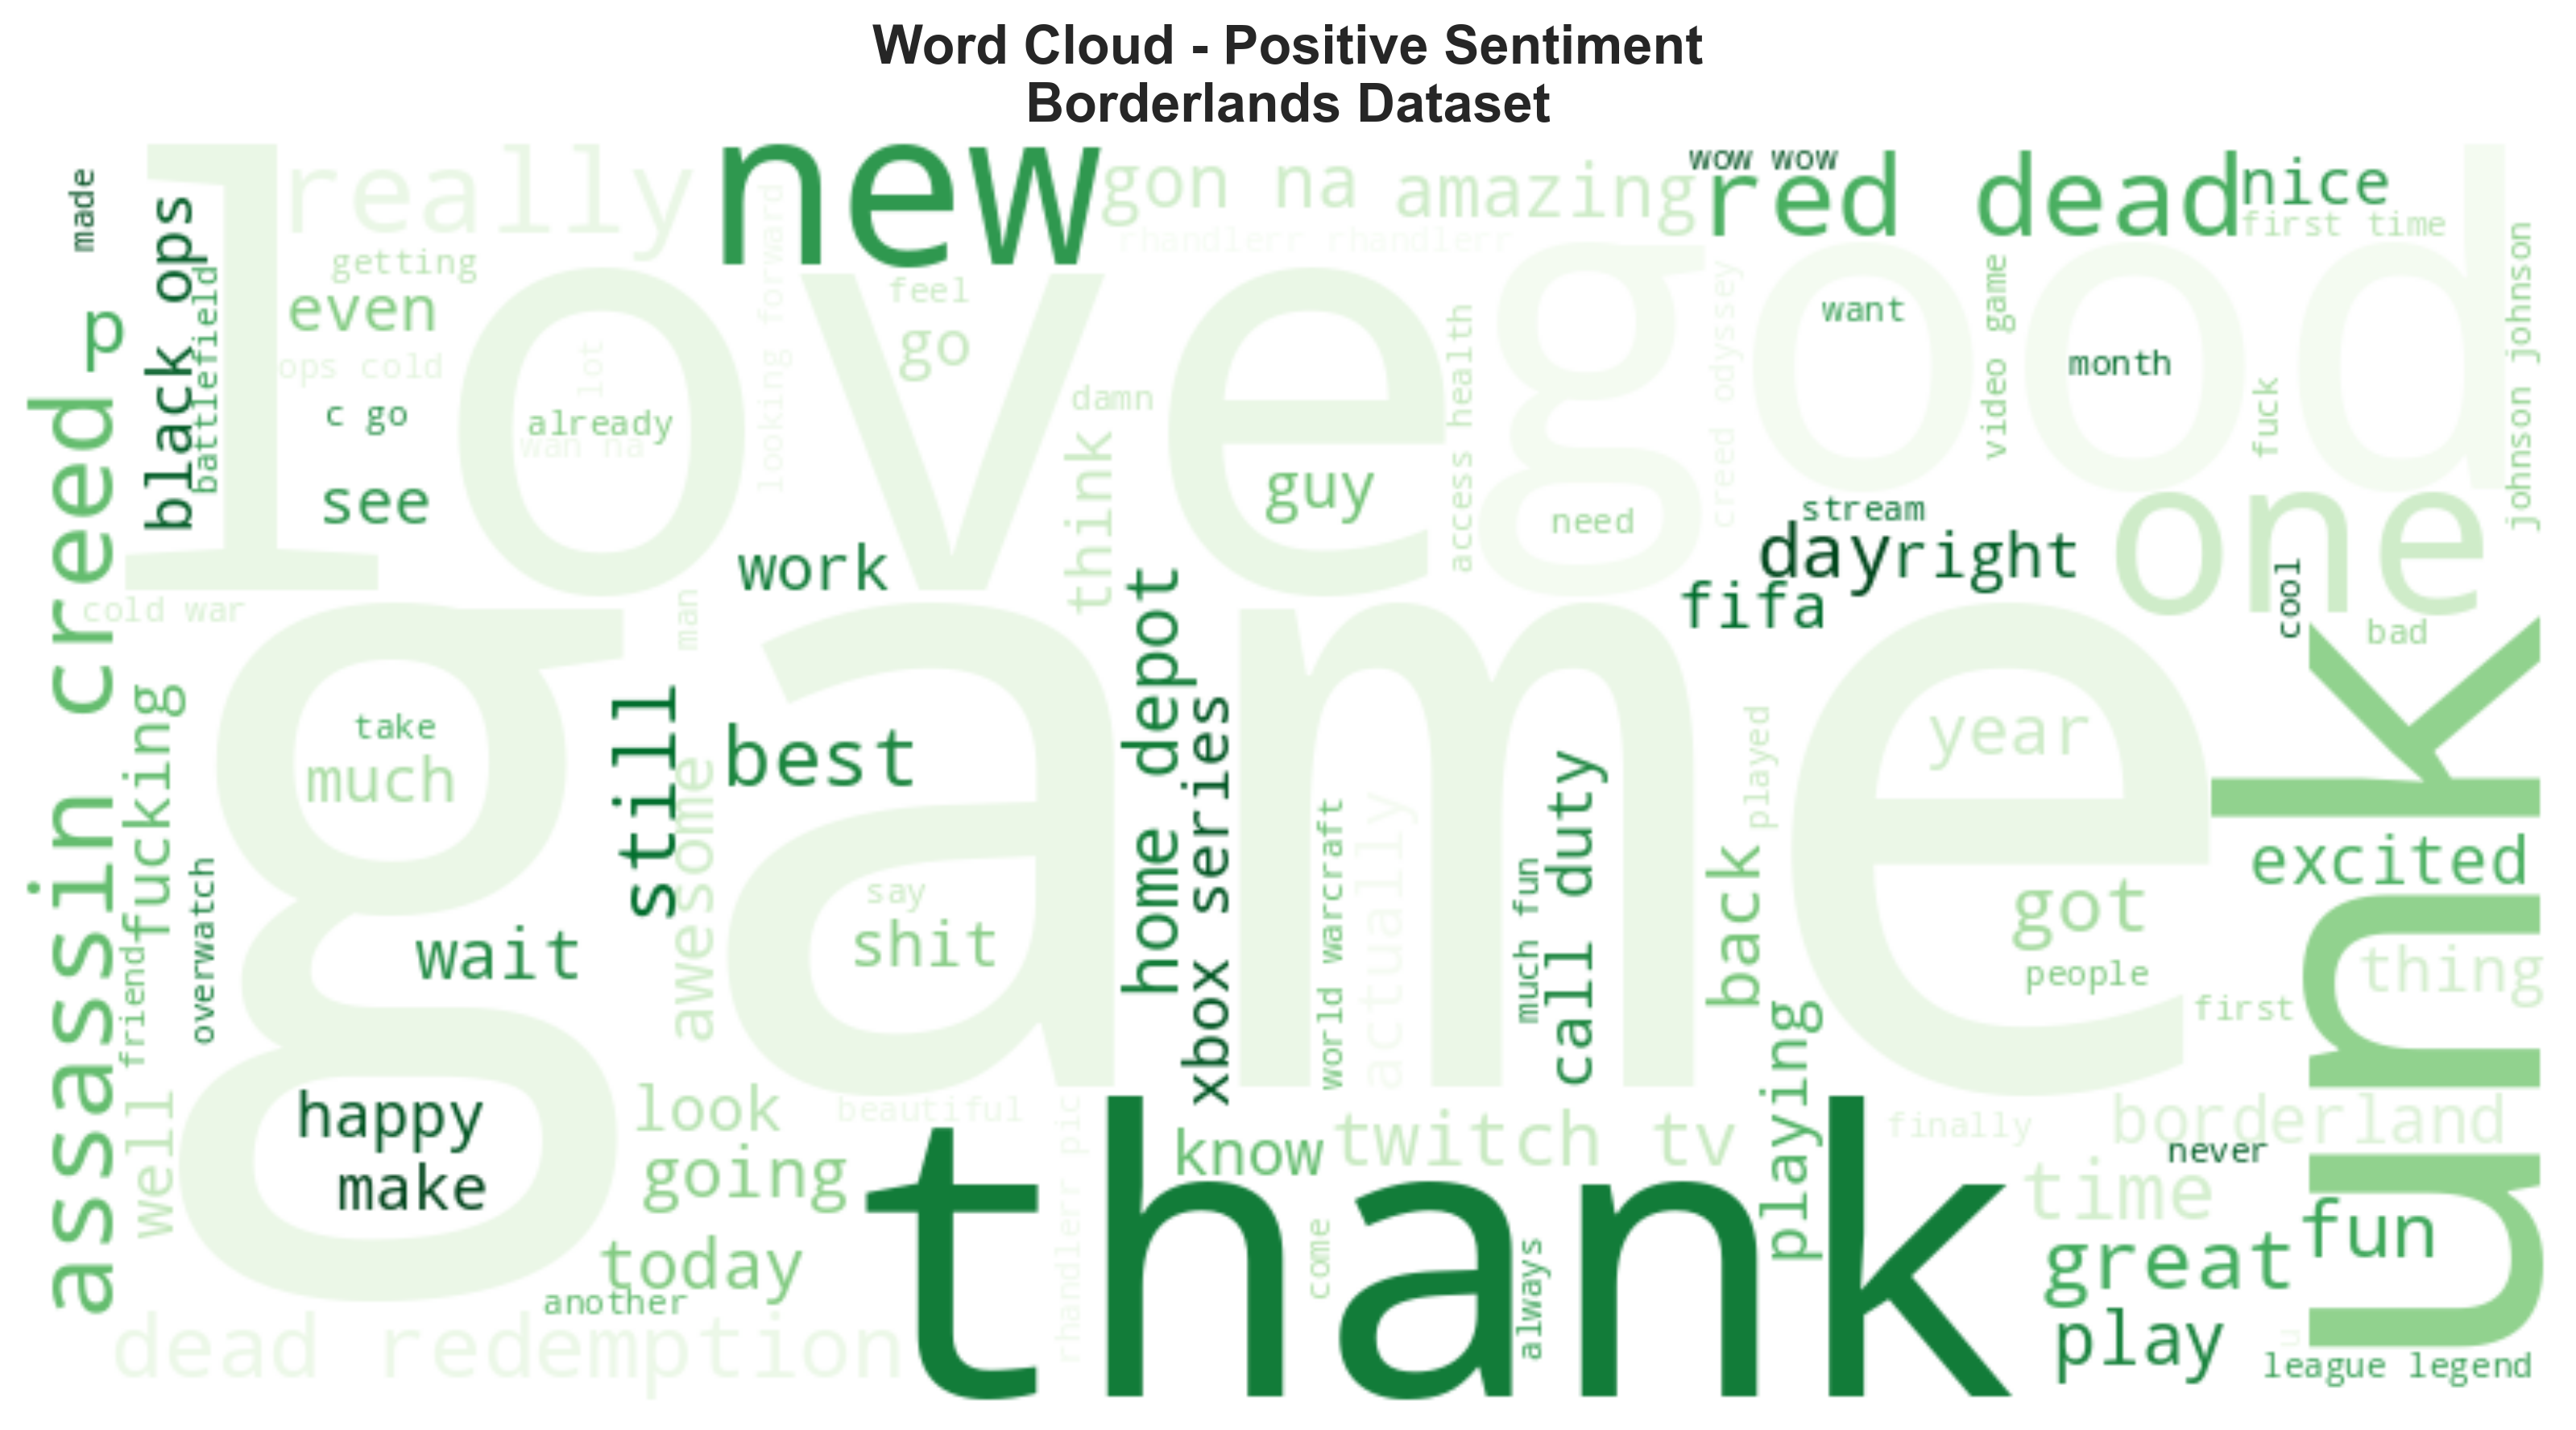 Word Cloud - Positive Sentiment
Borderlands Dataset
love
good
game
thank
unk
new
one
red dead
assassin creed
p
made
black ops
battlefield
really
getting
even
ops cold
c go
see
lot
already
wan na
looking forward
gon na
amazing
rhandlerr rhandlerr
wow wow
nice
first time
feel
go
damn
think
access health
creed odyssey
want
video game
month
fuck
johnson johnson
guy
need
stream
day
right
fifa
cool
bad
work
man
cold war
home depot
xbox series
take
much
fucking
still
awesome
best
say
shit
wait
overwatch
friend
well
happy
make
look
going
today
another
dead redemption
beautiful
rhandlerr pic
know
twitch tv
world warcraft
actually
much fun
call duty
played
back
playing
year
got
people
first
thing
excited
finally
borderland
never
time
great
fun
play
u
league legend
come
always